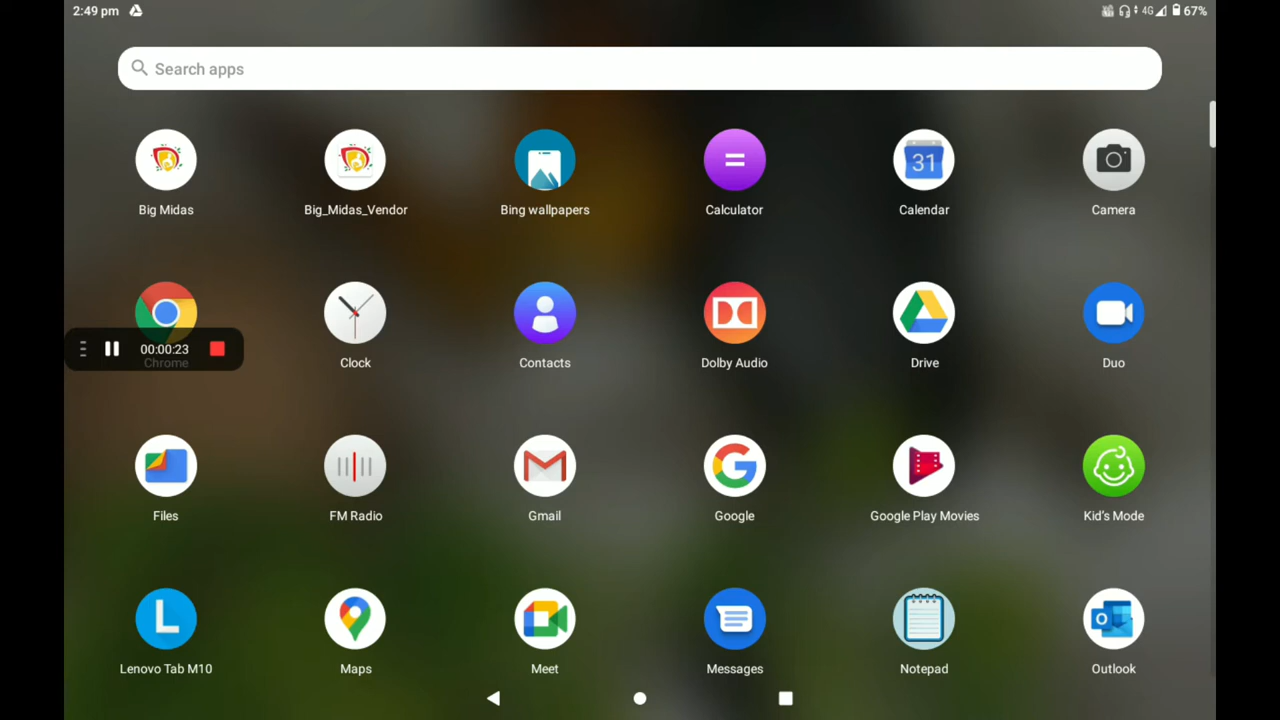 2:49 pm
4G 67%
Search apps
Big Midas
Big_Midas_Vendor
Bing wallpapers
Calculator
31
Calendar
Camera
00:00:23
Chrome
Clock
Contacts
Dolby Audio
Drive
Duo
Files
FM Radio
Gmail
Google
Google Play Movies
Kid's Mode
L
Lenovo Tab M10
Maps
Meet
Messages
Notepad
Outlook